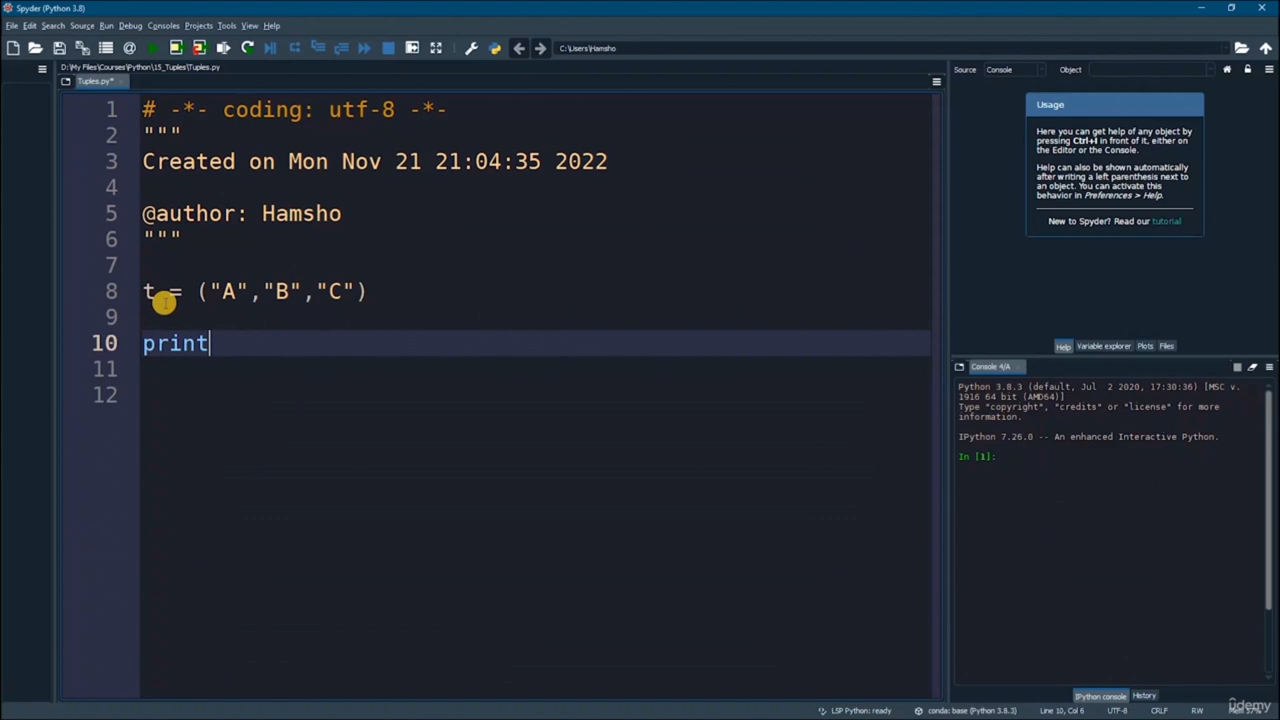 Spyder (Python 3.8)
File Edit Search Source Run Debug Consoles Projects Tools View Help
C:\Users\Hamsho
D:\My Files\Courses\Python\15_Tuples\Tuples.py
Tuples.py*
1 # -*- coding: utf-8 -*-
2 """
3 Created on Mon Nov 21 21:04:35 2022
4
5 @author: Hamsho
6 """
7
8 t = ("A","B","C")
9
10 print
11
12
Source Console Object
Usage
Here you can get help of any object by
pressing Ctrl+I in front of it, either on
the Editor or the Console.
Help can also be shown automatically
after writing a left parenthesis next to
an object. You can activate this
behavior in Preferences > Help.
New to Spyder? Read our tutorial
Help Variable explorer Plots Files
Console 4/A
Python 3.8.3 (default, Jul 2 2020, 17:30:36) [MSC v.
1916 64 bit (AMD64)]
Type "copyright", "credits" or "license" for more
information.
IPython 7.26.0 -- An enhanced Interactive Python.
In [1]:
IPython console History
LSP Python: ready conda: base (Python 3.8.3) Line 10, Col 6 UTF-8 CRLF RW
udemy